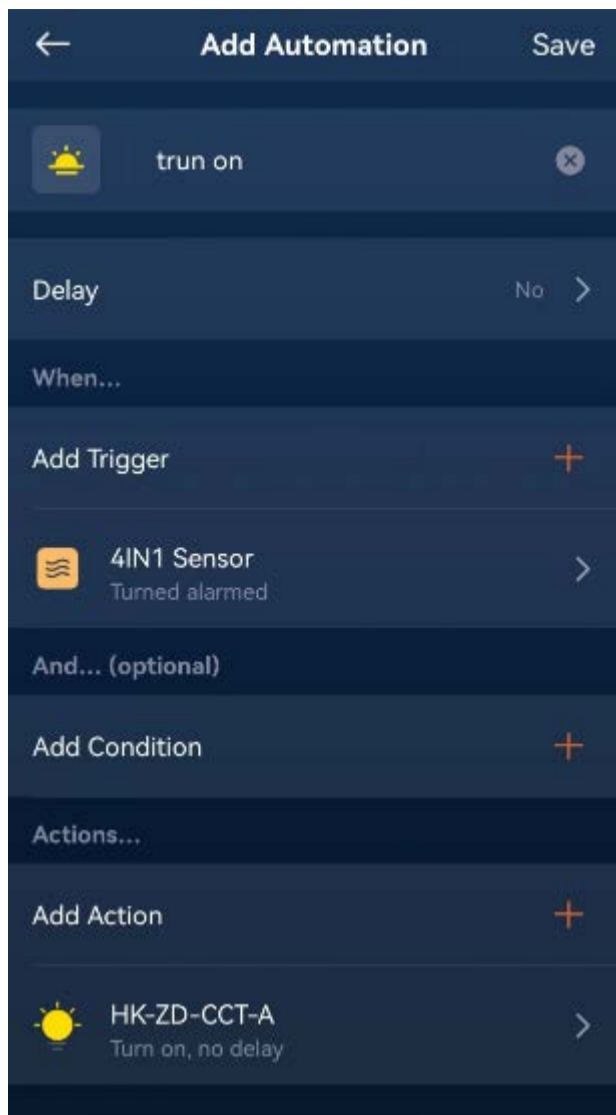 Add Automation Save
trun on
Delay No
When...
Add Trigger
4IN1 Sensor
Turned alarmed
And... (optional)
Add Condition
Actions...
Add Action
HK-ZD-CCT-A
Turn on, no delay